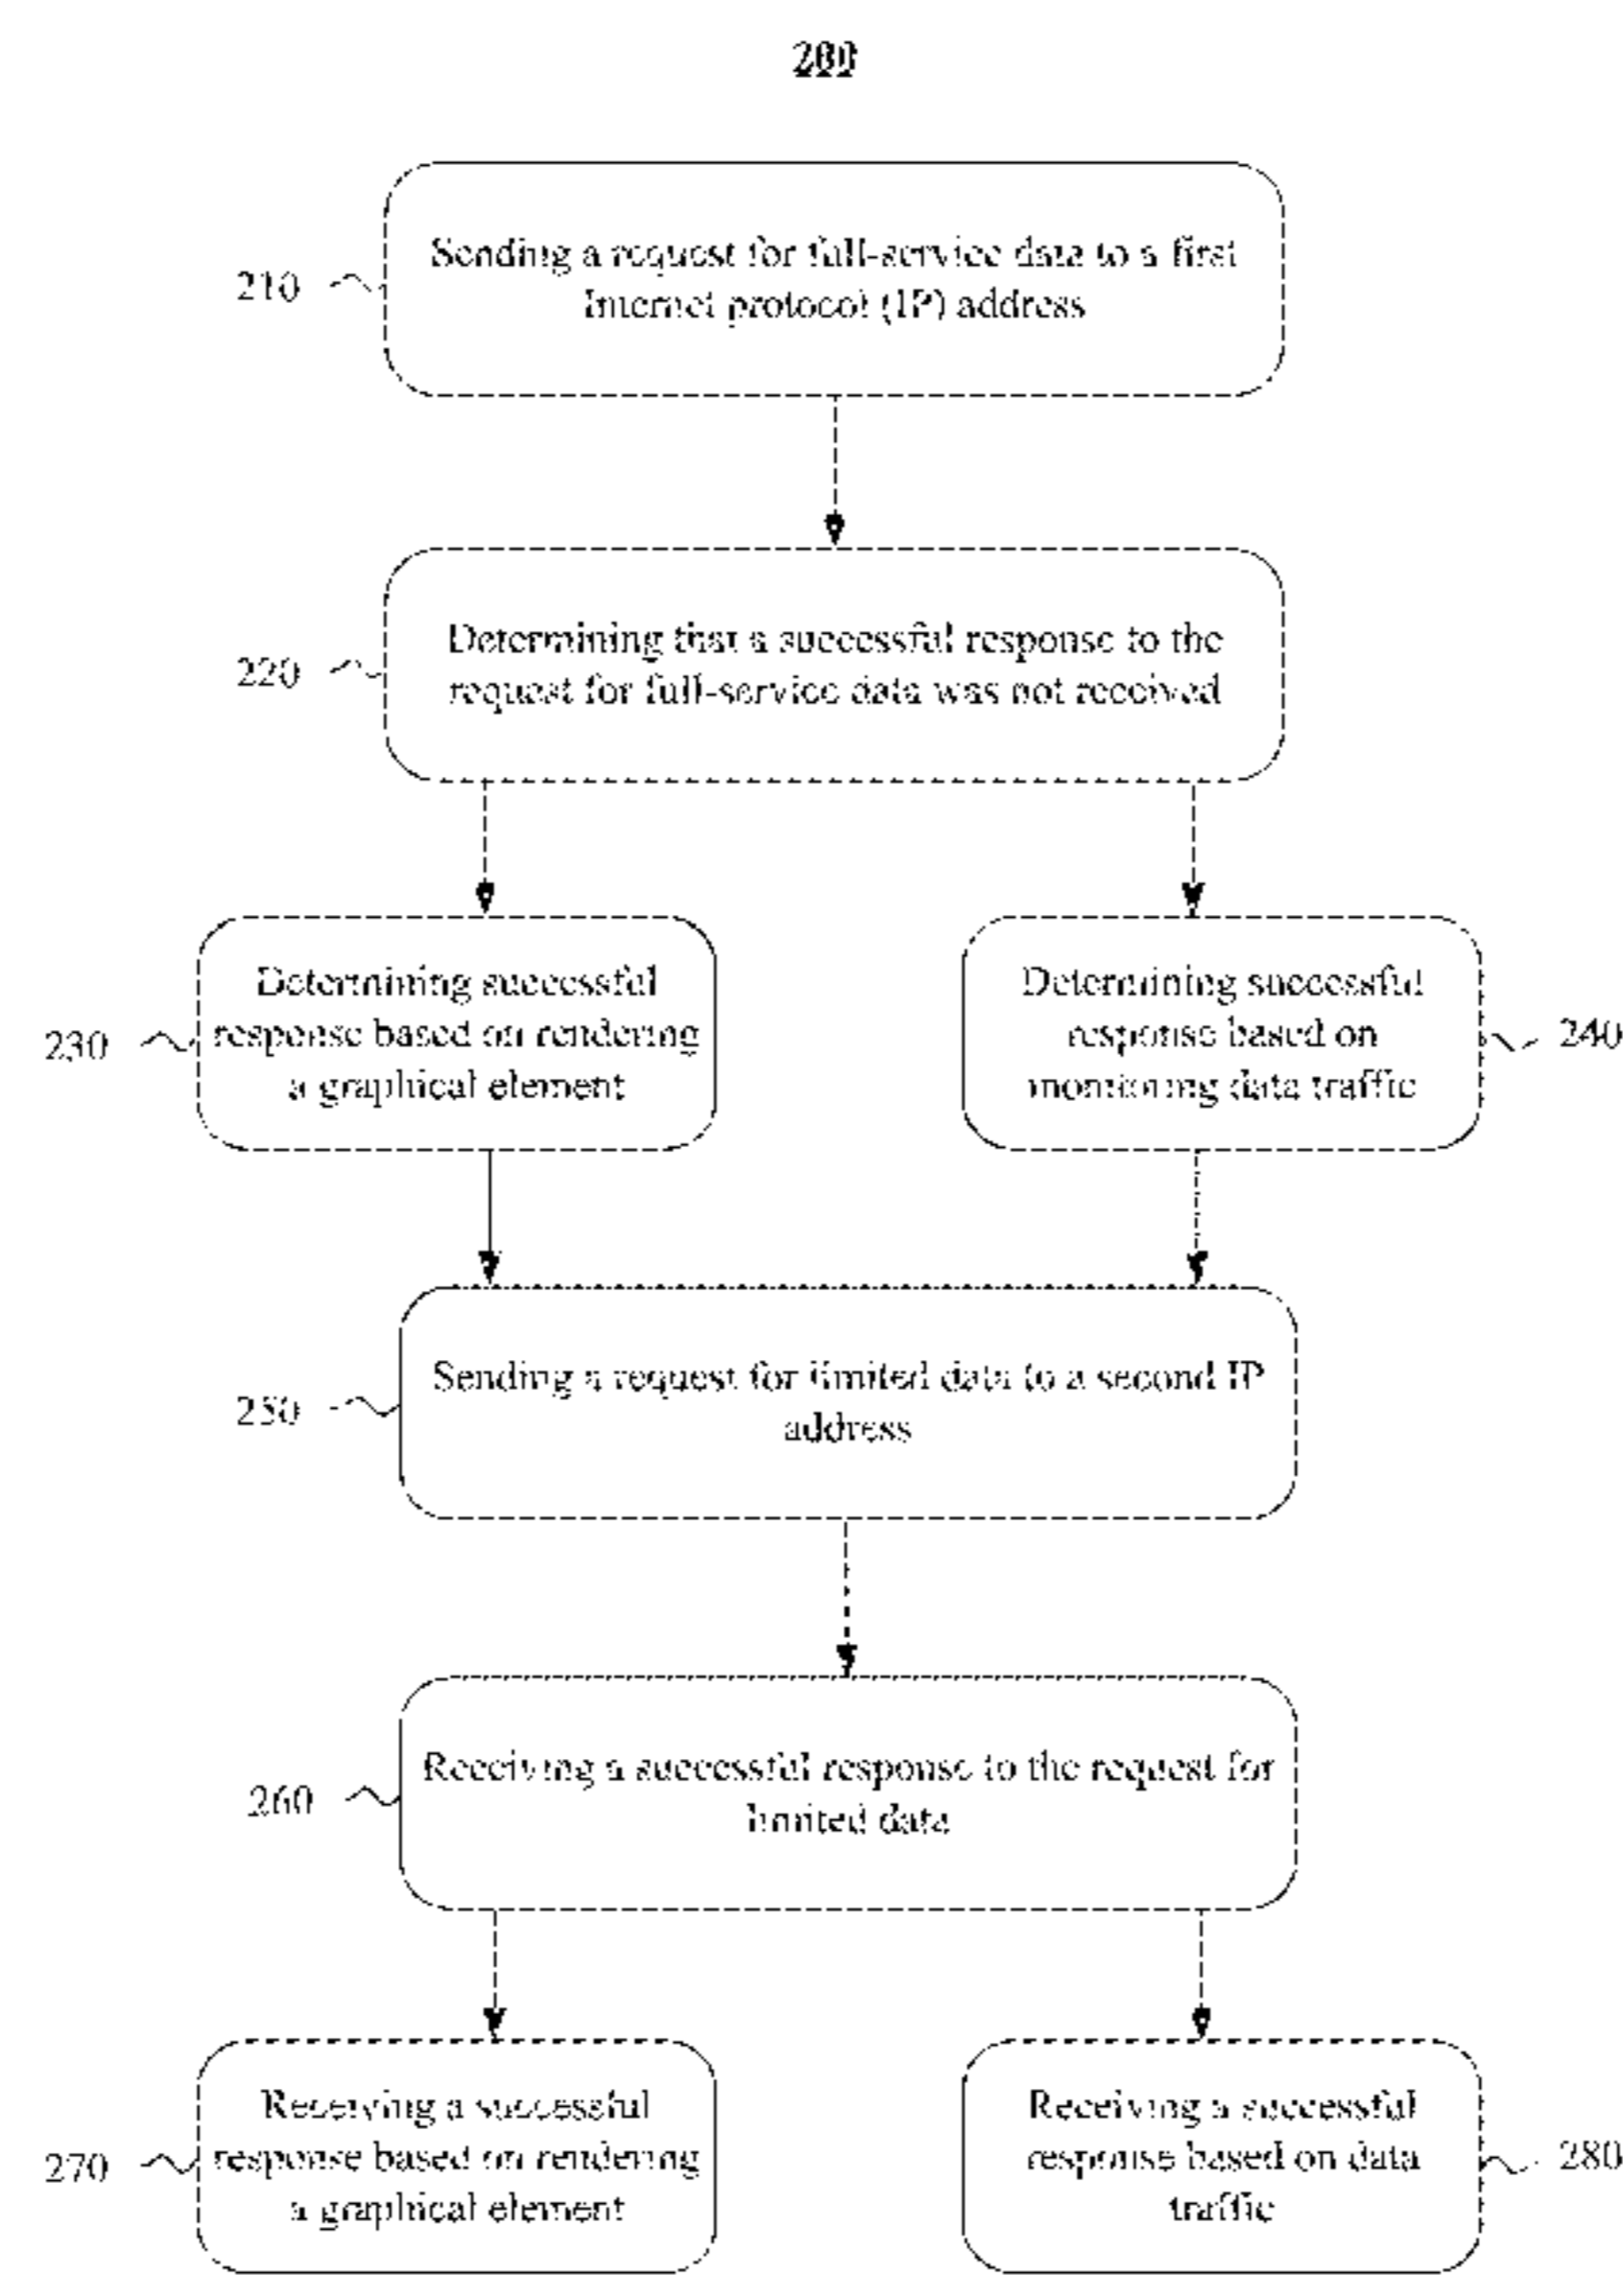 200
210
Sending a request for full-service data to a first
Internet protocol (IP) address
220
Determining that a successful response to the
request for full-service data was not received
230
Determining successful
response based on rendering
a graphical element
Determining successful
response based on
monitoring data traffic
240
250
Sending a request for limited data to a second IP
address
260
Receiving a successful response to the request for
limited data
270
Receiving a successful
response based on rendering
a graphical element
Receiving a successful
response based on data
traffic
280